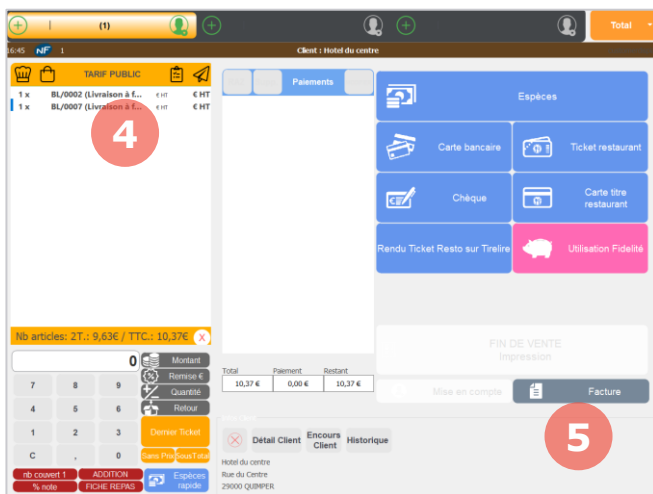 (1)
Total
16:45 NF 1 Client : Hotel du centre
TARIF PUBLIC
1 x BL/0002 (Livraison à f... € HT € HT
1 x BL/0007 (Livraison à f... € HT € HT
4
Nb articles: 2T.: 9,63€ / TTC.: 10,37€ X
0
Montant
Remise €
7 8 9 Quantité
4 5 6 Retour
1 2 3 Dernier Ticket
C . 0 Sans Prix SousTotal
nb couvert 1 ADDITION Espèces rapide
% note FICHE REPAS
Paiements
Total Paiement Restant
10,37 € 0,00 € 10,37 €
Espèces
Carte bancaire Ticket restaurant
Chèque Carte titre
restaurant
Rendu Ticket Resto sur Tirelire Utilisation Fidelité
FIN DE VENTE
Impression
Mise en compte Facture
5
Détail Client Encours Client Historique
Hotel du centre
Rue du Centre
29000 QUIMPER